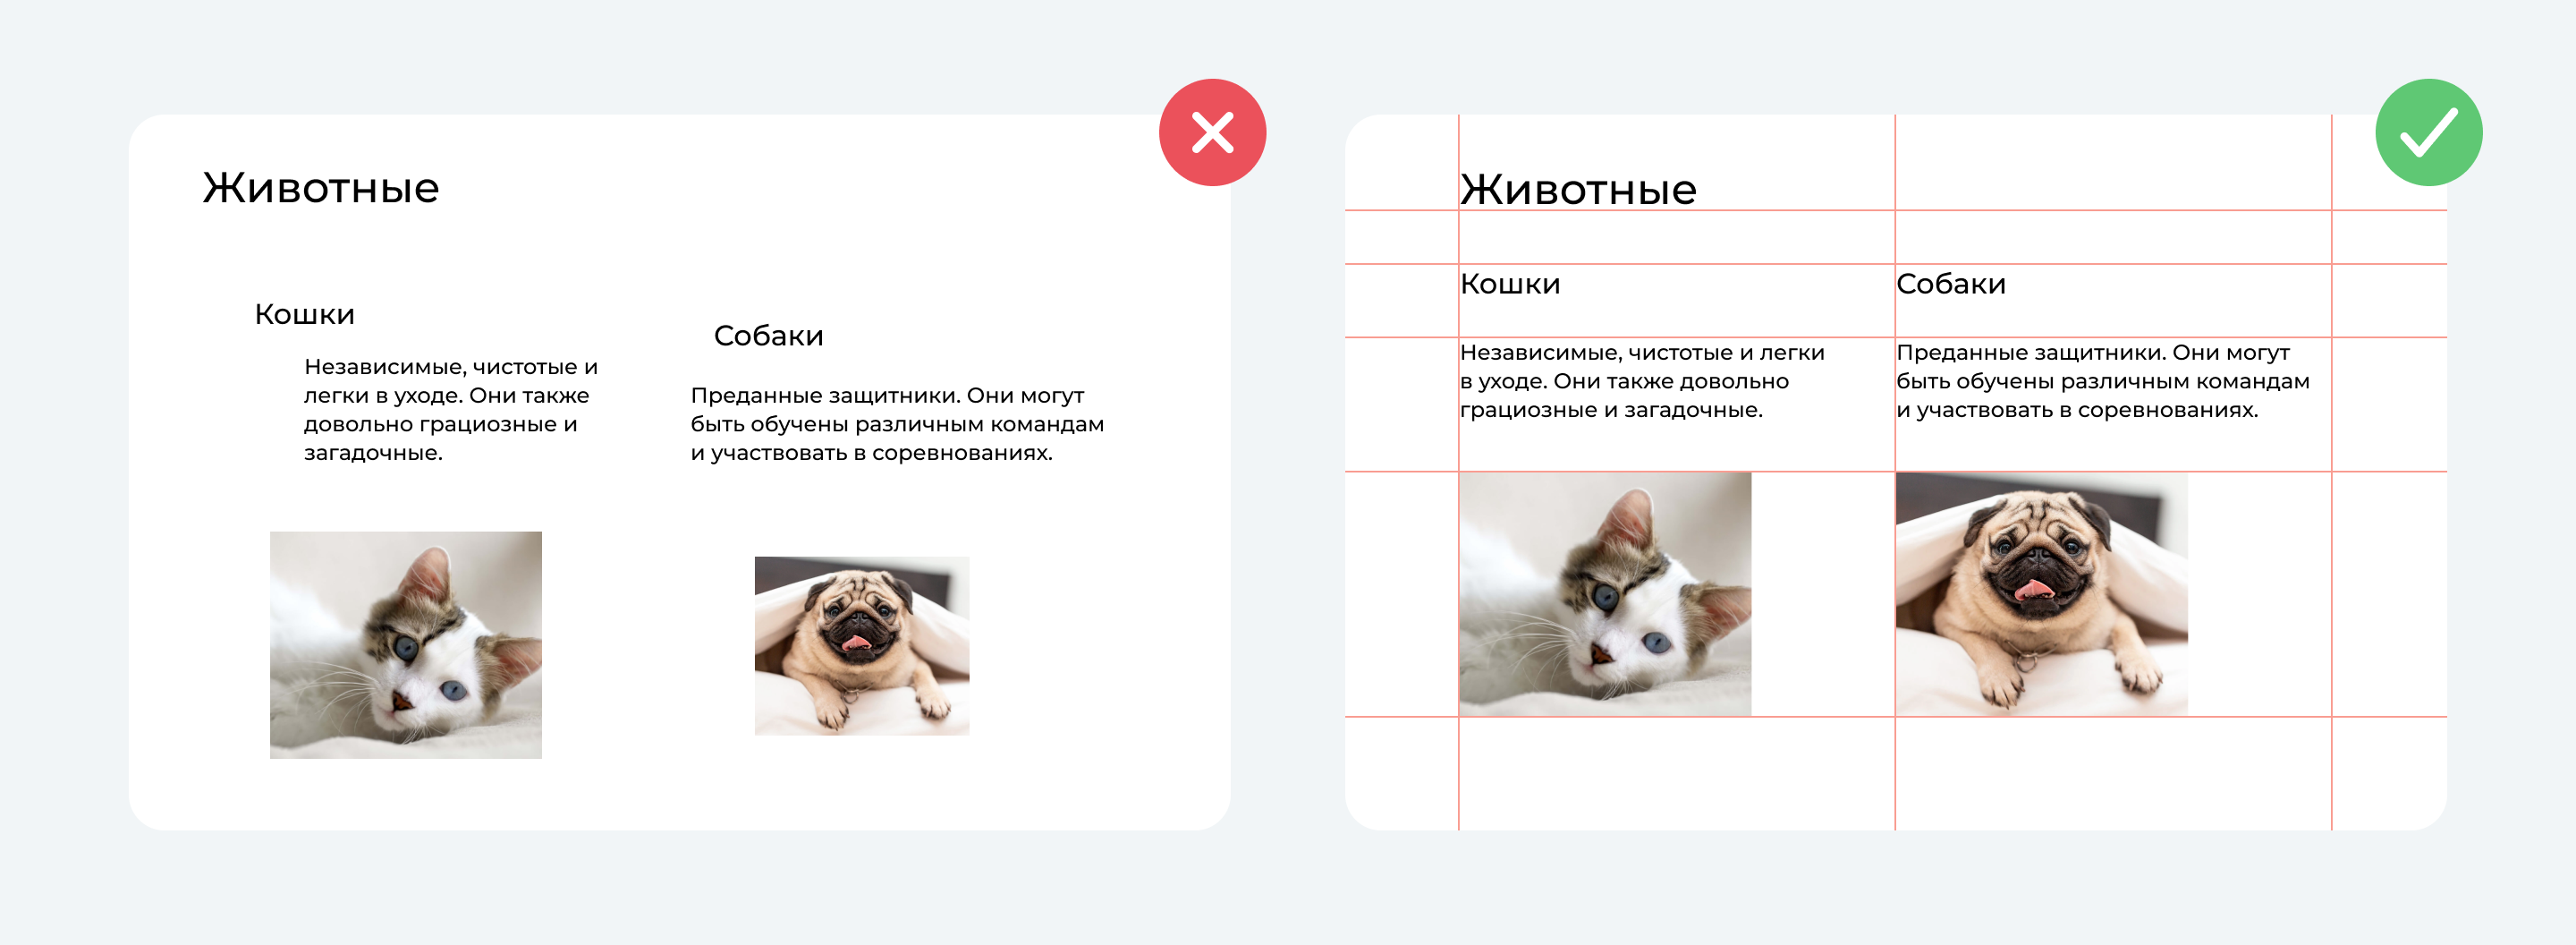 Животные
Кошки
Независимые, чистотые и
легки в уходе. Они также
довольно грациозные и
загадочные.
Собаки
Преданные защитники. Они могут
быть обучены различным командам
и участвовать в соревнованиях.
Животные
Кошки
Независимые, чистотые и легки
в уходе. Они также довольно
грациозные и загадочные.
Собаки
Преданные защитники. Они могут
быть обучены различным командам
и участвовать в соревнованиях.